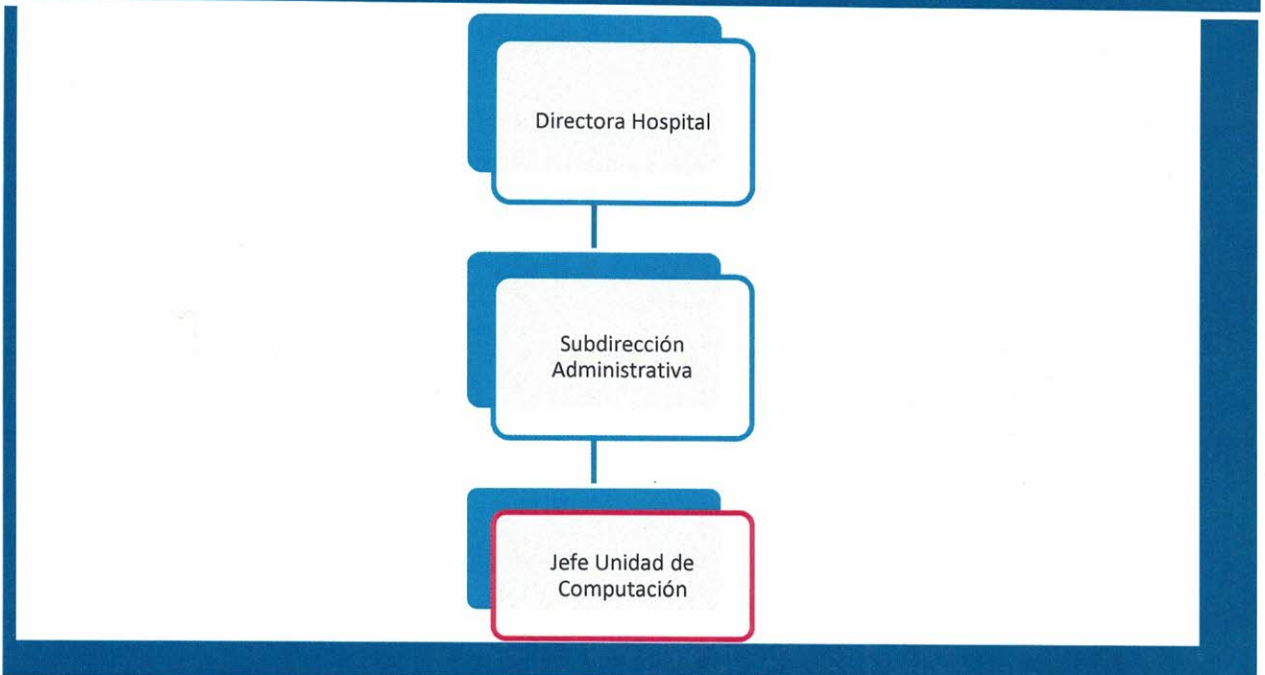 Directora Hospital
Subdirección
Administrativa
Jefe Unidad de
Computación